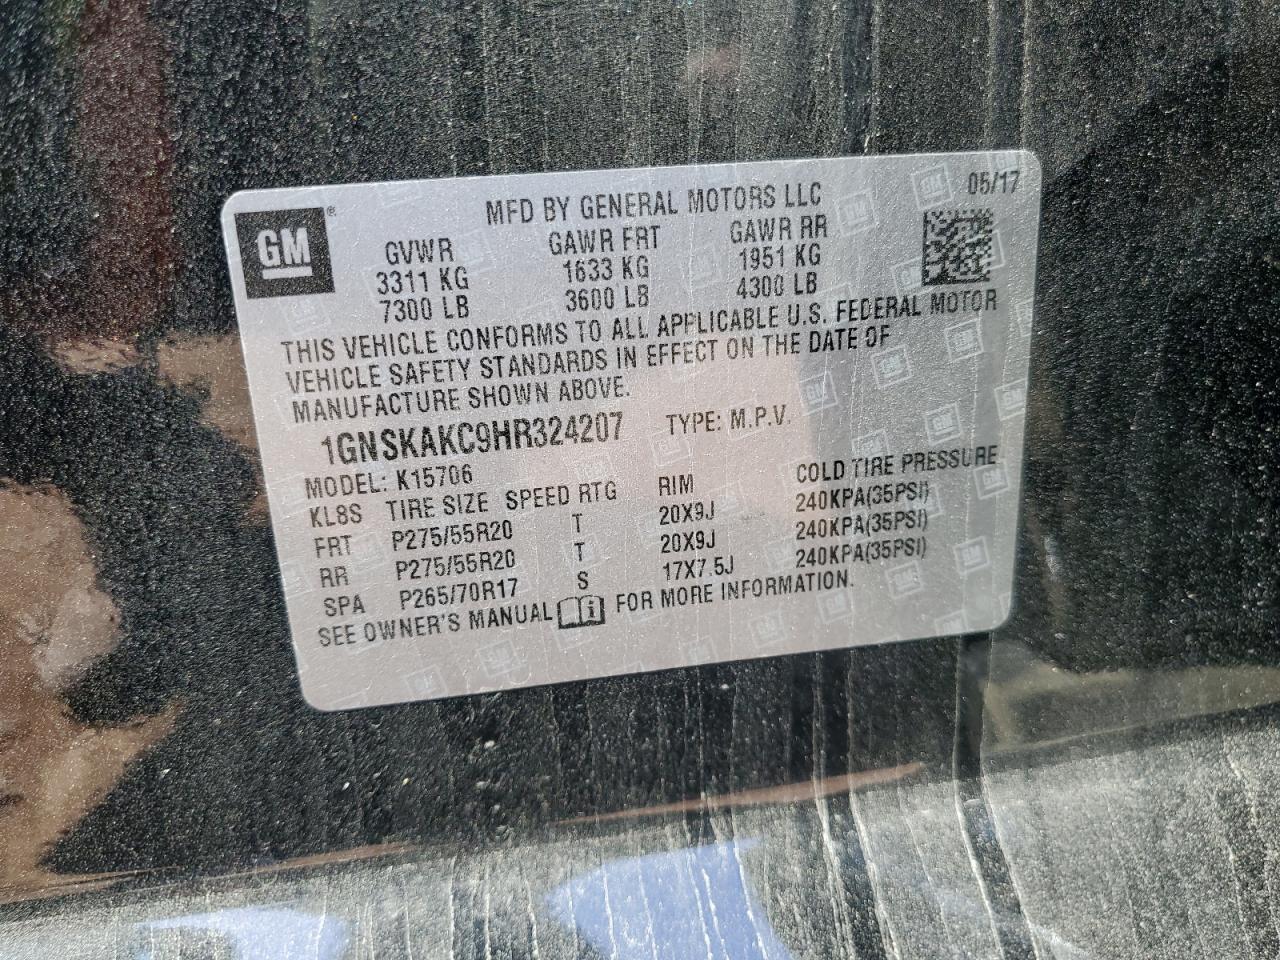 MFD BY GENERAL MOTORS LLC 05/17
GM®
GVWR GAWR FRT GAWR RR
3311 KG 1633 KG 1951 KG
7300 LB 3600 LB 4300 LB
THIS VEHICLE CONFORMS TO ALL APPLICABLE U.S. FEDERAL MOTOR
VEHICLE SAFETY STANDARDS IN EFFECT ON THE DATE OF
MANUFACTURE SHOWN ABOVE.
1GNSKAKC9HR324207 TYPE: M.P.V.
MODEL: K15706
KL8S TIRE SIZE SPEED RTG RIM COLD TIRE PRESSURE
FRT P275/55R20 T 20X9J 240KPA(35PSI)
RR P275/55R20 T 20X9J 240KPA(35PSI)
SPA P265/70R17 S 17X7.5J 240KPA(35PSI)
SEE OWNER'S MANUAL FOR MORE INFORMATION.